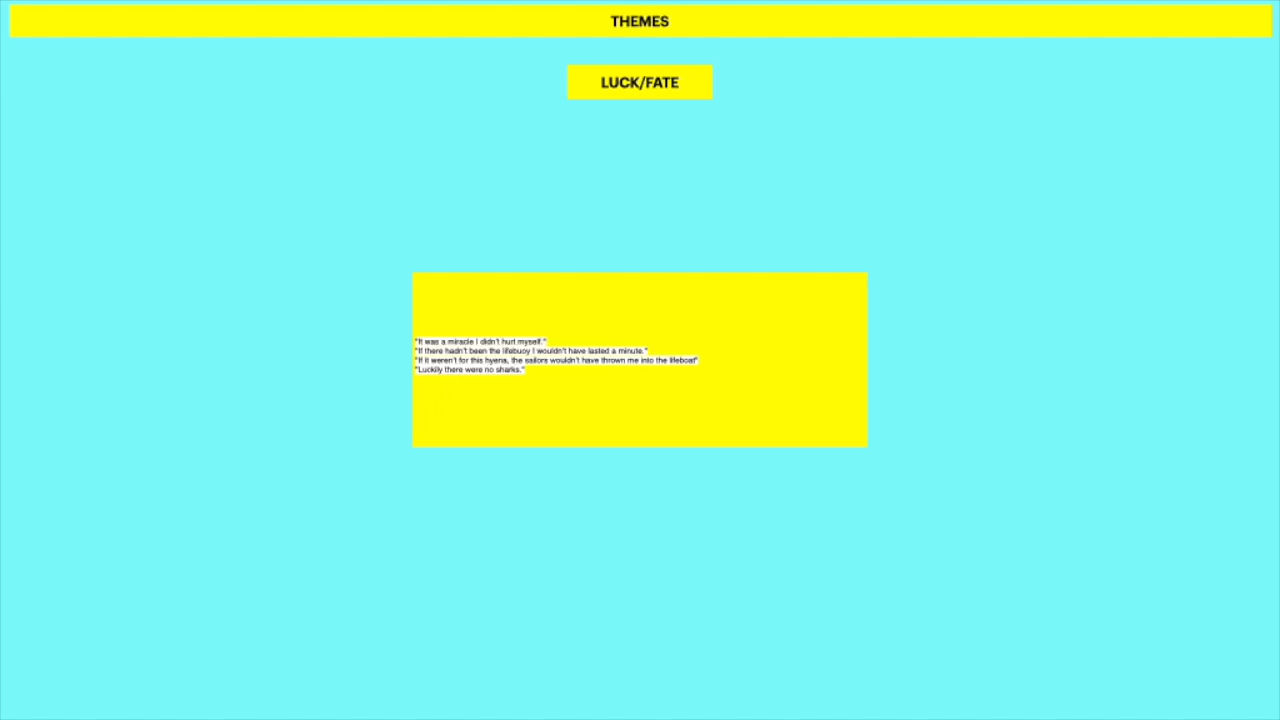 THEMES
LUCK/FATE
"It was a miracle I didn't hurt myself."
"If there hadn't been the lifebuoy I wouldn't have lasted a minute."
"If it weren't for this hyena, the sailors wouldn't have thrown me into the lifeboat"
"Luckily there were no sharks."